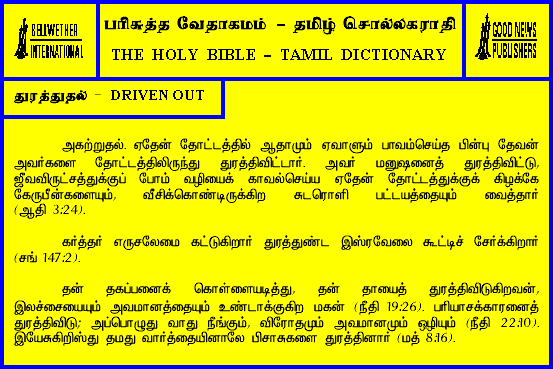 BELLWETHER
INTERNATIONAL
பரிசுத்த வேதாகமம் - தமிழ் சொல்லகராதி
THE HOLY BIBLE - TAMIL DICTIONARY
GOOD NEWS
PUBLISHERS
துரத்துதல் - DRIVEN OUT
அகற்றுதல். ஏதேன் தோட்டத்தில் ஆதாமும் ஏவாளும் பாவம்செய்த பின்பு தேவன்
அவர்களை தோட்டத்திலிருந்து துரத்திவிட்டார். அவர் மனுஷனைத் துரத்திவிட்டு,
ஜீவவிருட்சத்துக்குப் போம் வழியைக் காவல்செய்ய ஏதேன் தோட்டத்துக்குக் கிழக்கே
கேருபீன்களையும், வீசிக்கொண்டிருக்கிற சுடரொளி பட்டயத்தையும் வைத்தார்
(ஆதி 3:24).
கர்த்தர் எருசலேமை கட்டுகிறார் துரத்துண்ட இஸ்ரவேலை கூட்டிச் சேர்க்கிறார்
(சங் 147:2).
தன் தகப்பனைக் கொள்ளையடித்து, தன் தாயைத் துரத்திவிடுகிறவன்,
இலச்சையையும் அவமானத்தையும் உண்டாக்குகிற மகன் (நீதி 19:26). பரியாசக்காரனைத்
துரத்திவிடு; அப்பொழுது வாது நீங்கும், விரோதமும் அவமானமும் ஒழியும் (நீதி 22:10).
இயேசுகிறிஸ்து தமது வார்த்தையினாலே பிசாசுகளை துரத்தினார் (மத் 8:16).